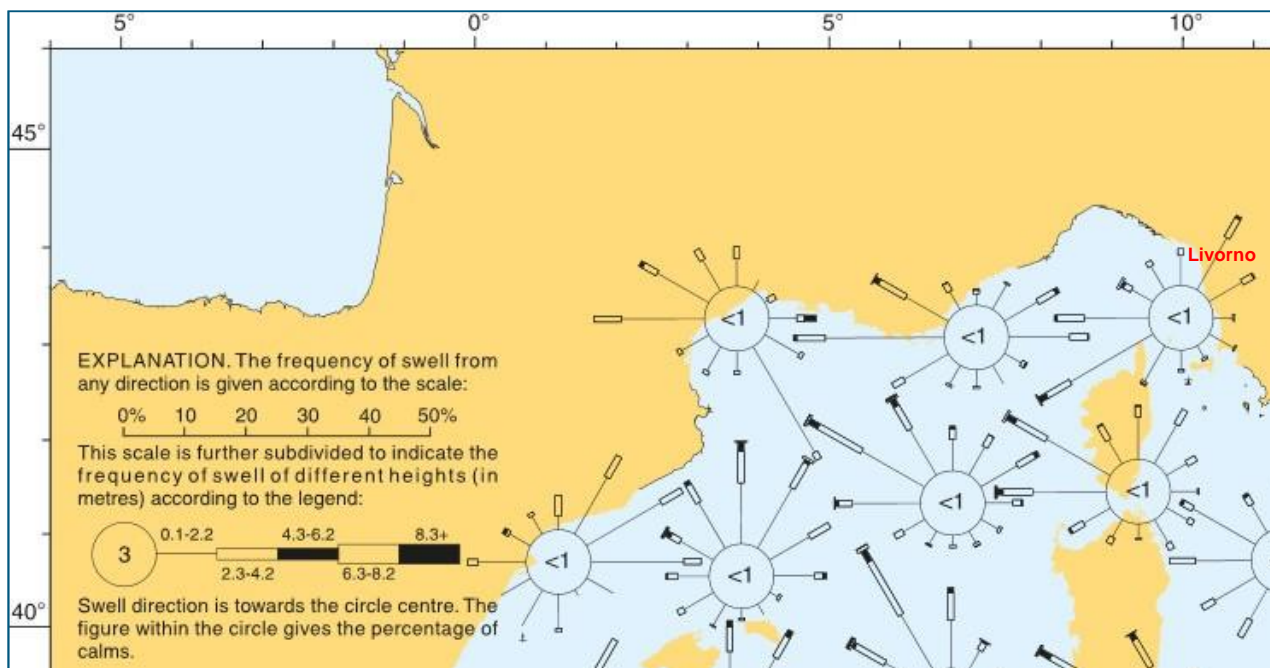 5° 0° 5° 10°
45°
Livorno
<1
<1
<1
EXPLANATION. The frequency of swell from
any direction is given according to the scale:
0% 10 20 30 40 50%
This scale is further subdivided to indicate the
frequency of swell of different heights (in
metres) according to the legend:
<1
<1
0.1-2.2 4.3-6.2 8.3+
3
2.3-4.2 6.3-8.2
<1
<1
Swell direction is towards the circle centre. The
figure within the circle gives the percentage of
calms.
40°